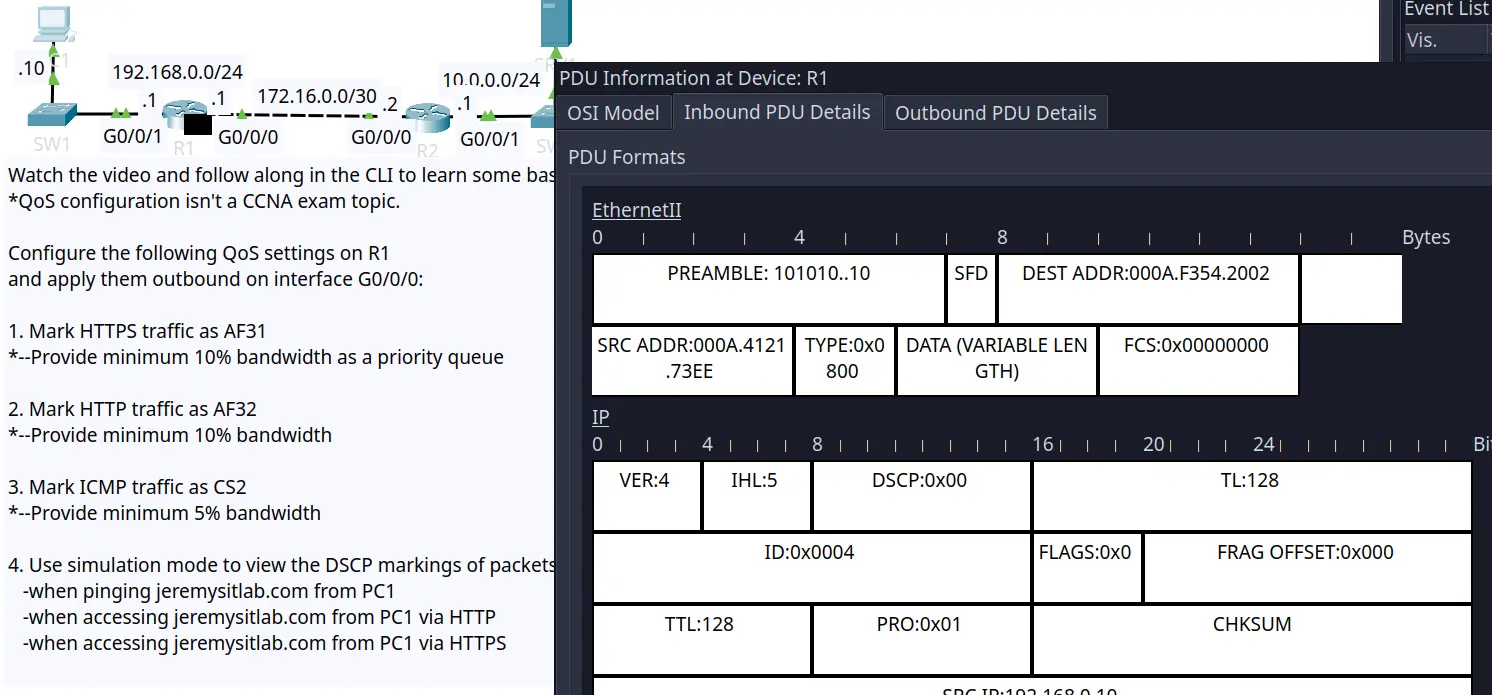 Event List
Vis.
.10
192.168.0.0/24
.1
.1
172.16.0.0/30
.2
10.0.0.0/24
.1
SW1
G0/0/1
R1
G0/0/0
G0/0/0
R2
G0/0/1
Watch the video and follow along in the CLI to learn some bas
*QoS configuration isn't a CCNA exam topic.
Configure the following QoS settings on R1
and apply them outbound on interface G0/0/0:
1. Mark HTTPS traffic as AF31
*--Provide minimum 10% bandwidth as a priority queue
2. Mark HTTP traffic as AF32
*--Provide minimum 10% bandwidth
3. Mark ICMP traffic as CS2
*--Provide minimum 5% bandwidth
4. Use simulation mode to view the DSCP markings of packets
-when pinging jeremysitlab.com from PC1
-when accessing jeremysitlab.com from PC1 via HTTP
-when accessing jeremysitlab.com from PC1 via HTTPS
PDU Information at Device: R1
OSI Model
Inbound PDU Details
Outbound PDU Details
PDU Formats
EthernetII
0 4 8 Bytes
PREAMBLE: 101010..10
SFD
DEST ADDR:000A.F354.2002
SRC ADDR:000A.4121
.73EE
TYPE:0x0
800
DATA (VARIABLE LEN
GTH)
FCS:0x00000000
IP
0 4 8 16 20 24 Bi
VER:4
IHL:5
DSCP:0x00
TL:128
ID:0x0004
FLAGS:0x0
FRAG OFFSET:0x000
TTL:128
PRO:0x01
CHKSUM
SRC IP:192.168.0.10